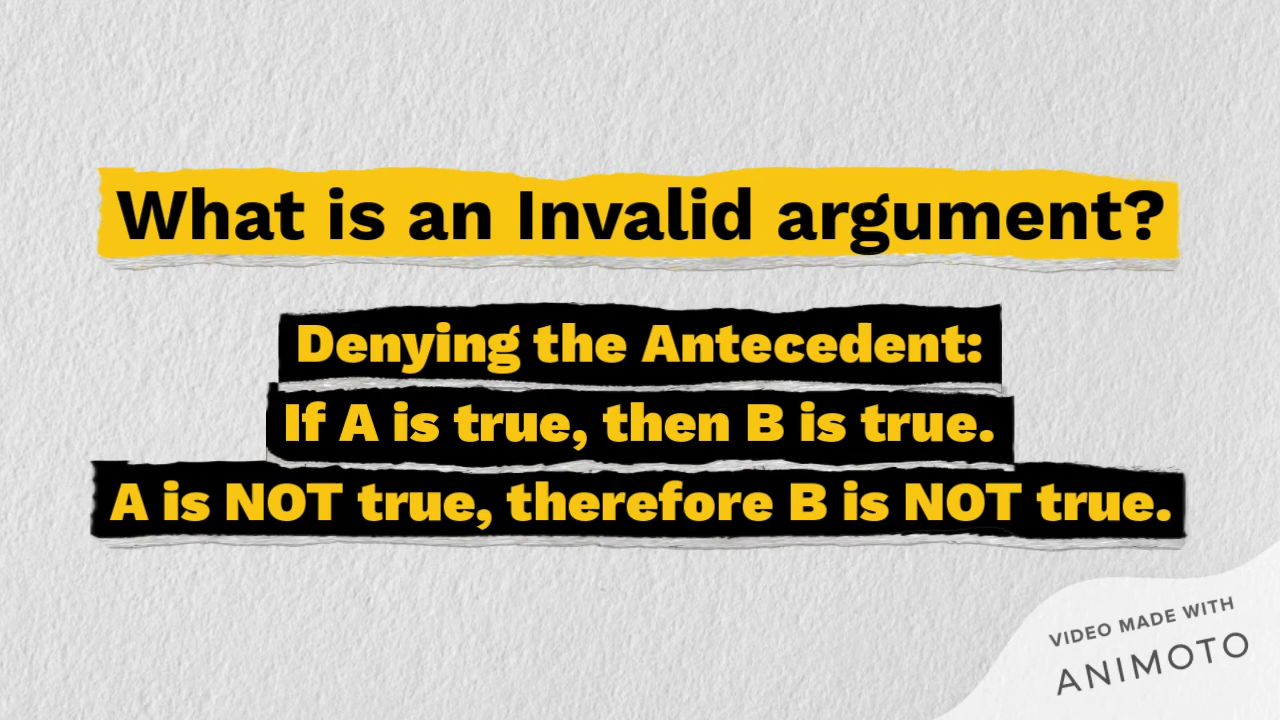 What is an Invalid argument?
Denying the Antecedent:
If A is true, then B is true.
A is NOT true, therefore B is NOT true.
VIDEO MADE WITH
ANIMOTO